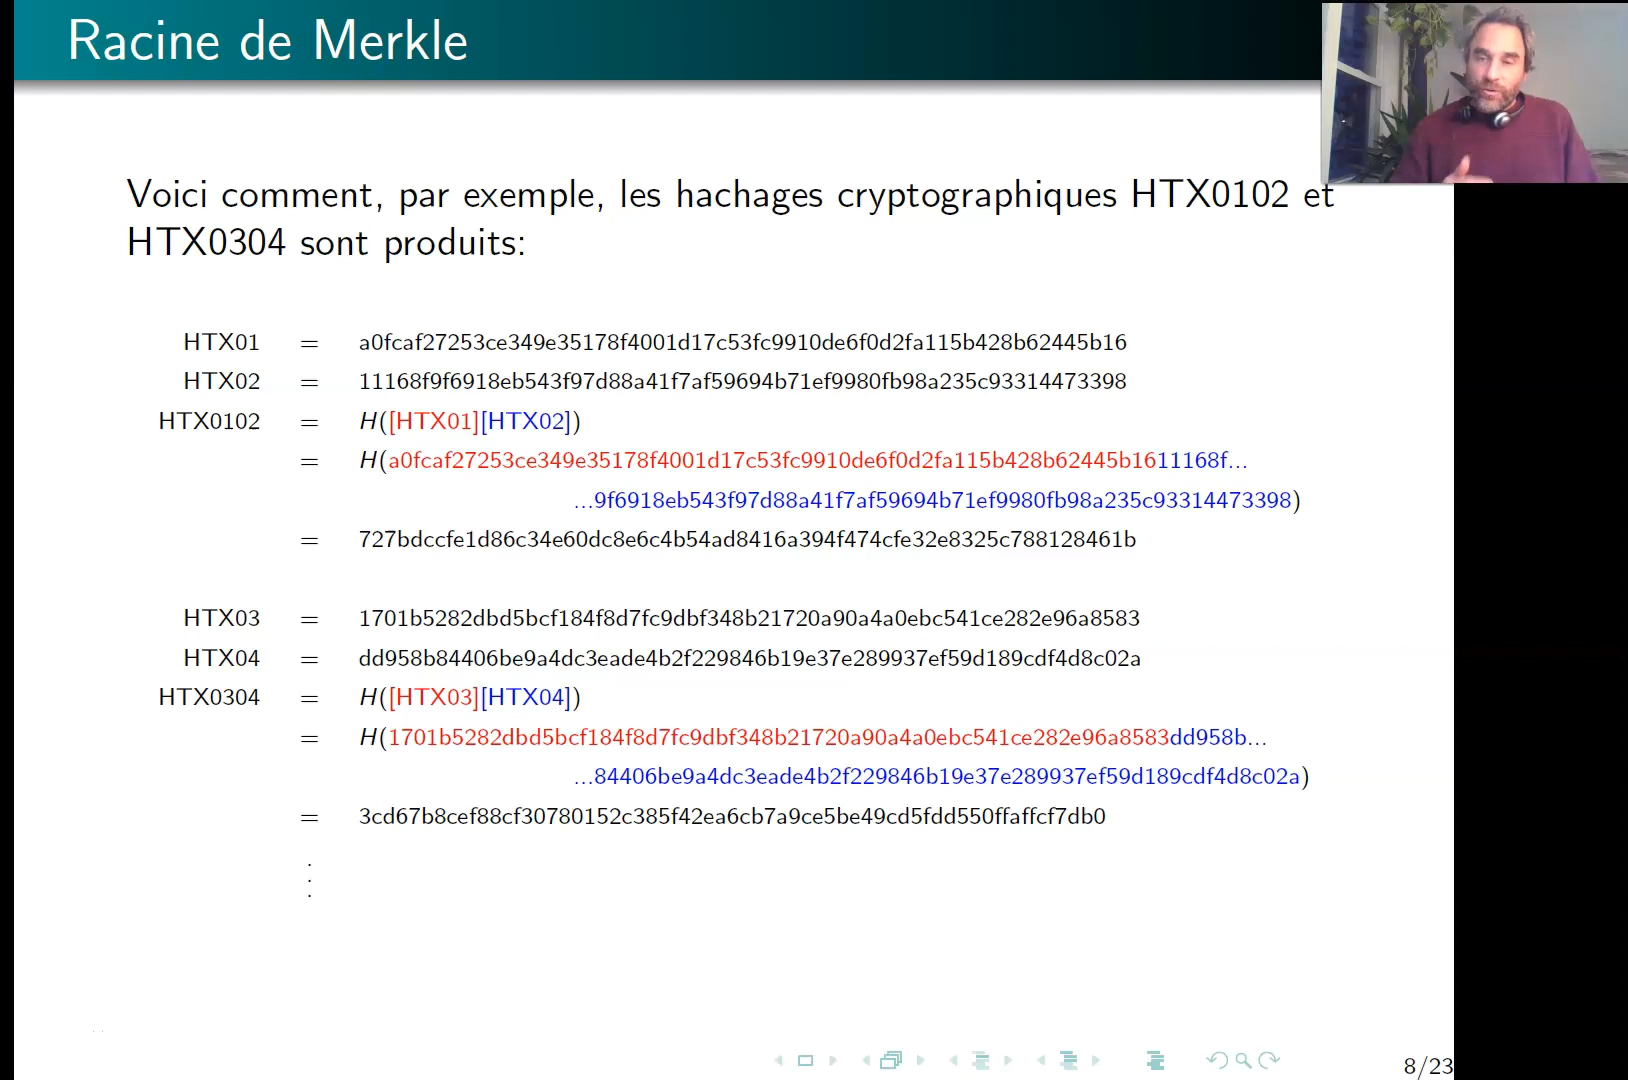 Racine de Merkle
Voici comment, par exemple, les hachages cryptographiques HTX0102 et
HTX0304 sont produits:
HTX01 = a0fcaf27253ce349e35178f4001d17c53fc9910de6f0d2fa115b428b62445b16
HTX02 = 11168f9f6918eb543f97d88a41f7af59694b71ef9980fb98a235c93314473398
HTX0102 = H([HTX01][HTX02])
= H(a0fcaf27253ce349e35178f4001d17c53fc9910de6f0d2fa115b428b62445b1611168f...
...9f6918eb543f97d88a41f7af59694b71ef9980fb98a235c93314473398)
= 727bdccfe1d86c34e60dc8e6c4b54ad8416a394f474cfe32e8325c788128461b
HTX03 = 1701b5282dbd5bcf184f8d7fc9dbf348b21720a90a4a0ebc541ce282e96a8583
HTX04 = dd958b84406be9a4dc3eade4b2f229846b19e37e289937ef59d189cdf4d8c02a
HTX0304 = H([HTX03][HTX04])
= H(1701b5282dbd5bcf184f8d7fc9dbf348b21720a90a4a0ebc541ce282e96a8583dd958b...
...84406be9a4dc3eade4b2f229846b19e37e289937ef59d189cdf4d8c02a)
= 3cd67b8cef88cf30780152c385f42ea6cb7a9ce5be49cd5fdd550ffaffcf7db0
⋮
8/23